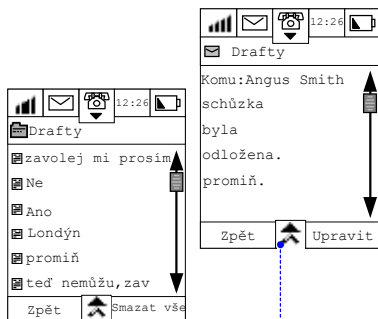 12:26
Drafty
zavolej mi prosím
Ne
Ano
Londýn
promiň
teď nemůžu,zav
Zpět
Smazat vše
12:26
Drafty
Komu:Angus Smith
schůzka
byla
odložena.
promiň.
Zpět
Upravit